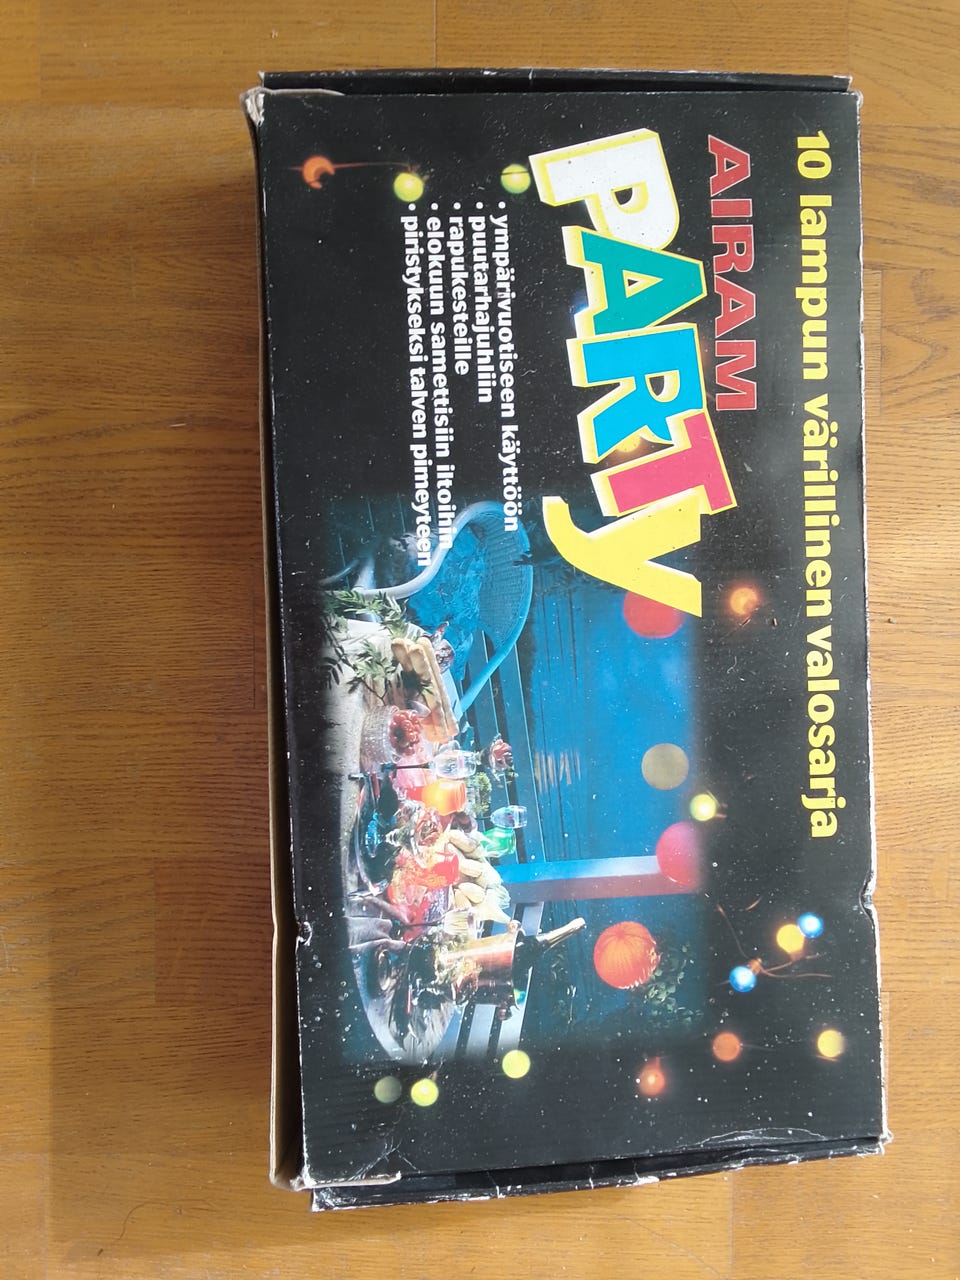 10 lampun värillinen valosarja
AIRAM
PARTy
• ympärivuotiseen käyttöön
• puutarhajuhliin
• rapukesteille
• elokuun samettisiin iltoihin
• piristykseksi talven pimeyteen